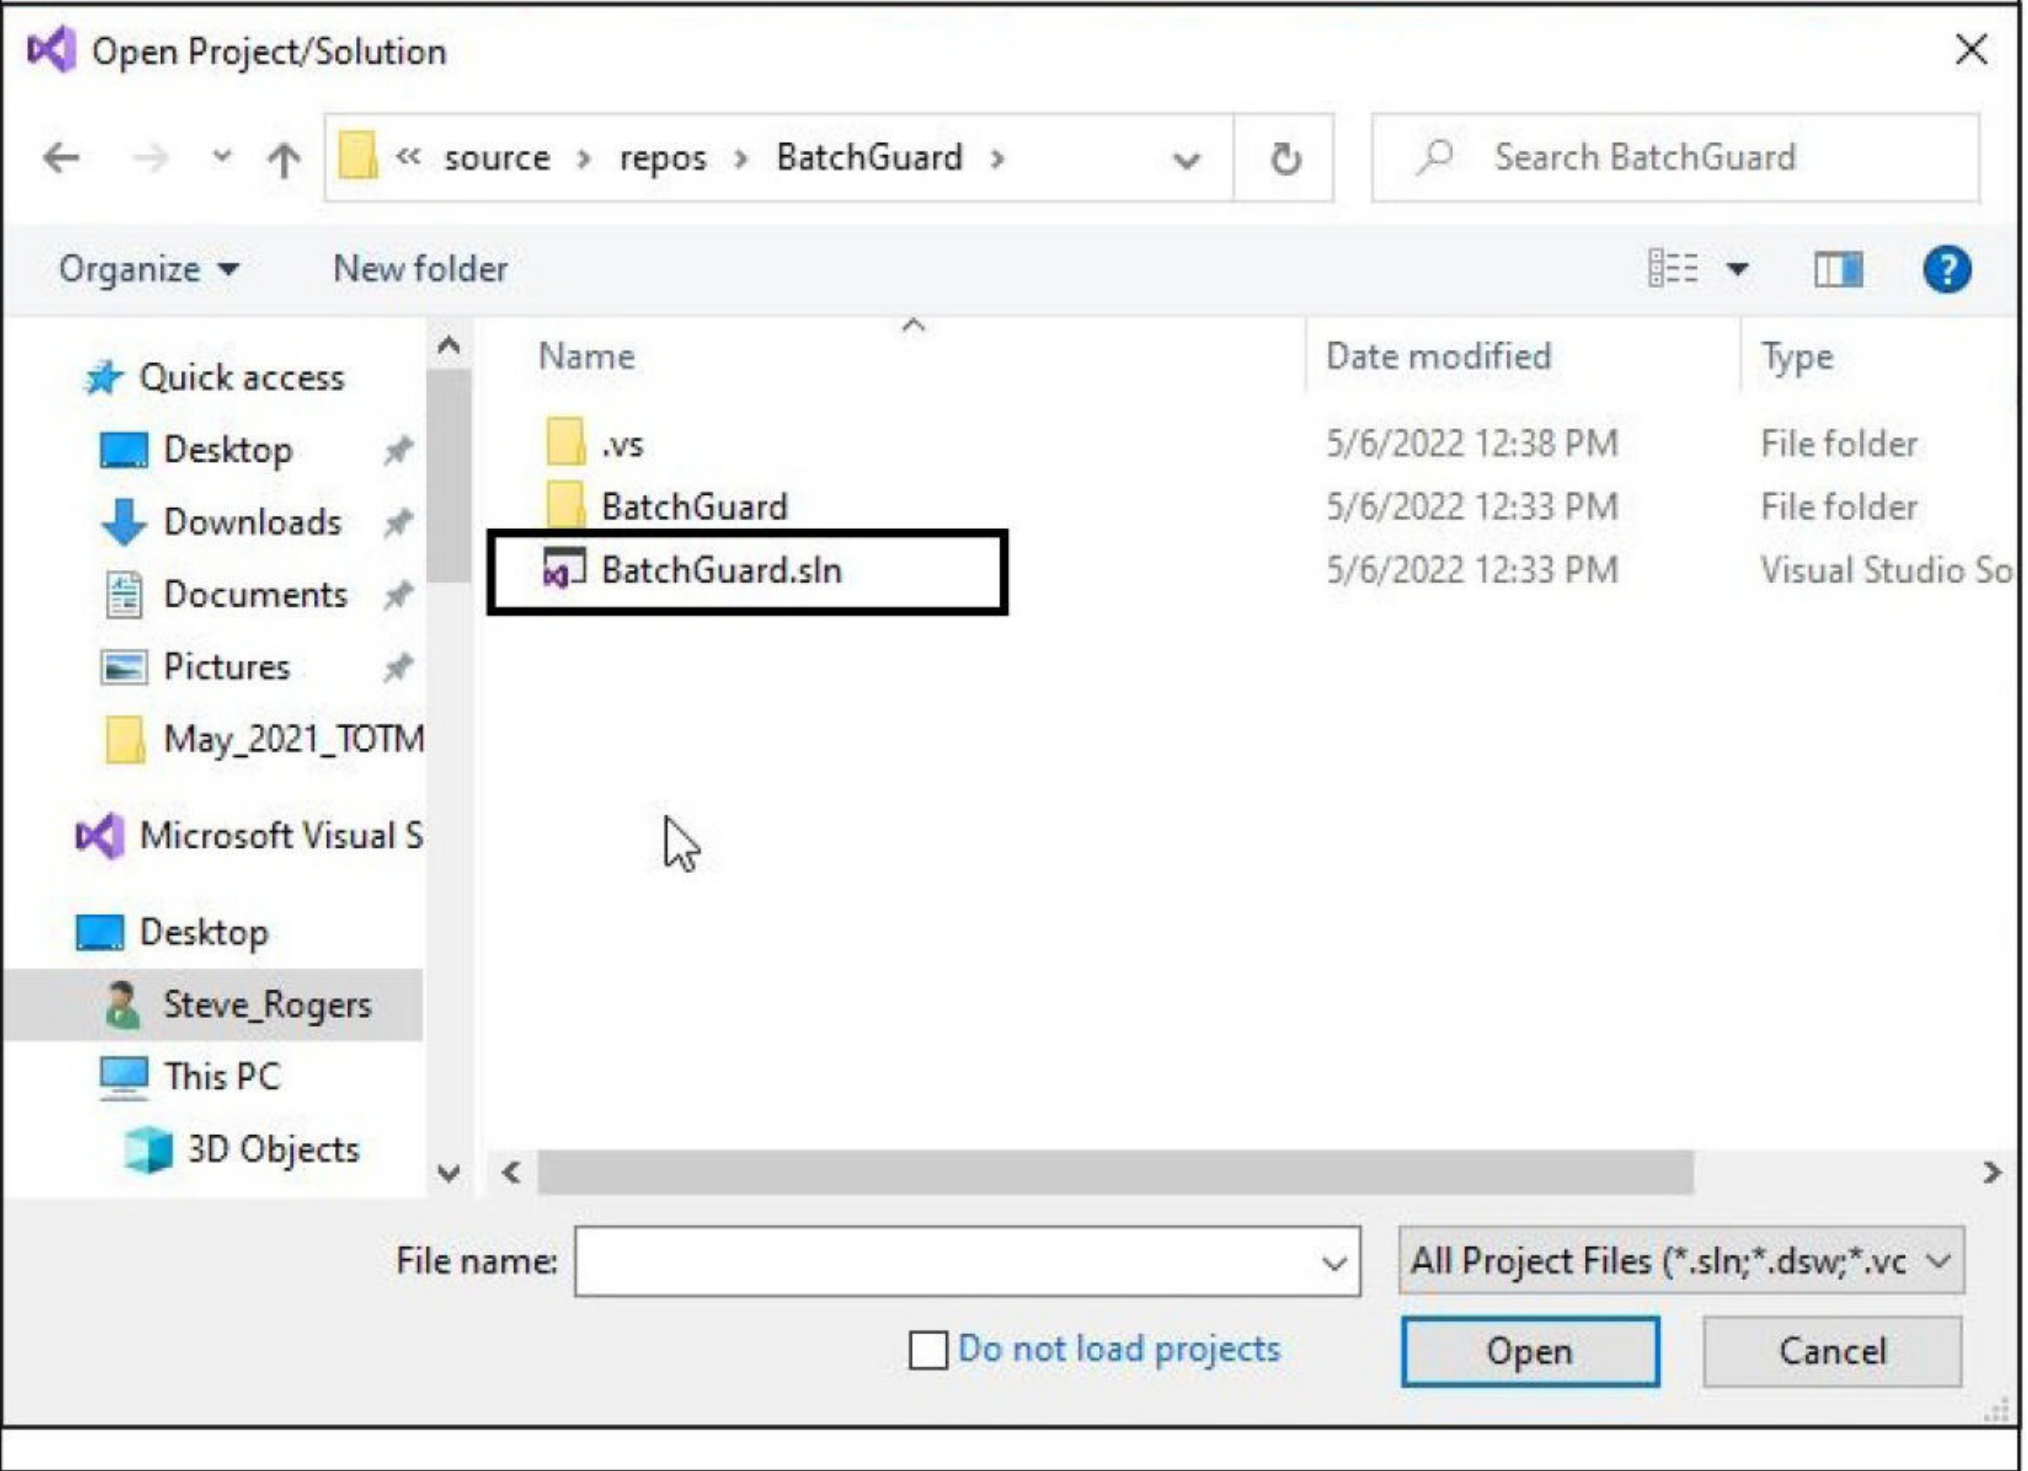 Open Project/Solution
« source › repos › BatchGuard ›
Search BatchGuard
Organize
New folder
Name
Date modified
Type
Quick access
Desktop
Downloads
Documents
Pictures
May_2021_TOTM
Microsoft Visual S
Desktop
Steve_Rogers
This PC
3D Objects
.vs 5/6/2022 12:38 PM File folder
BatchGuard 5/6/2022 12:33 PM File folder
BatchGuard.sln 5/6/2022 12:33 PM Visual Studio So
File name:
All Project Files (*.sln;*.dsw;*.vc
Do not load projects
Open
Cancel